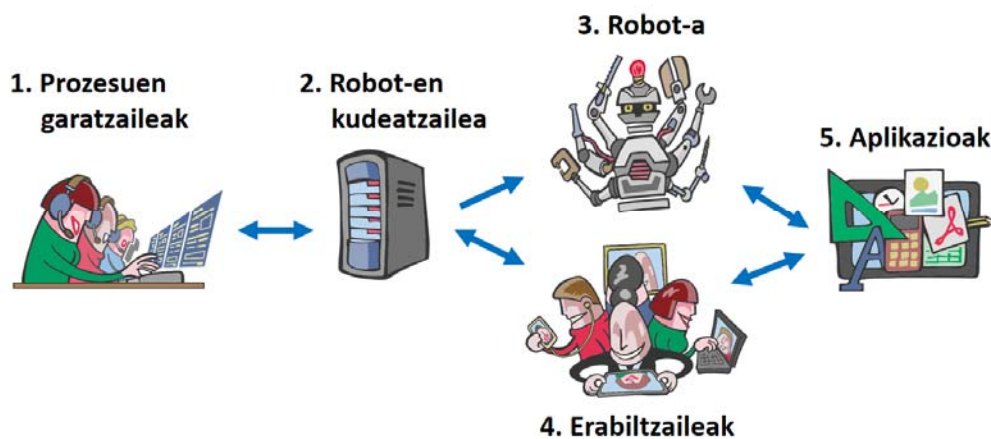 1. Prozesuen
garatzaileak
2. Robot-en
kudeatzailea
3. Robot-a
4. Erabiltzaileak
5. Aplikazioak
A